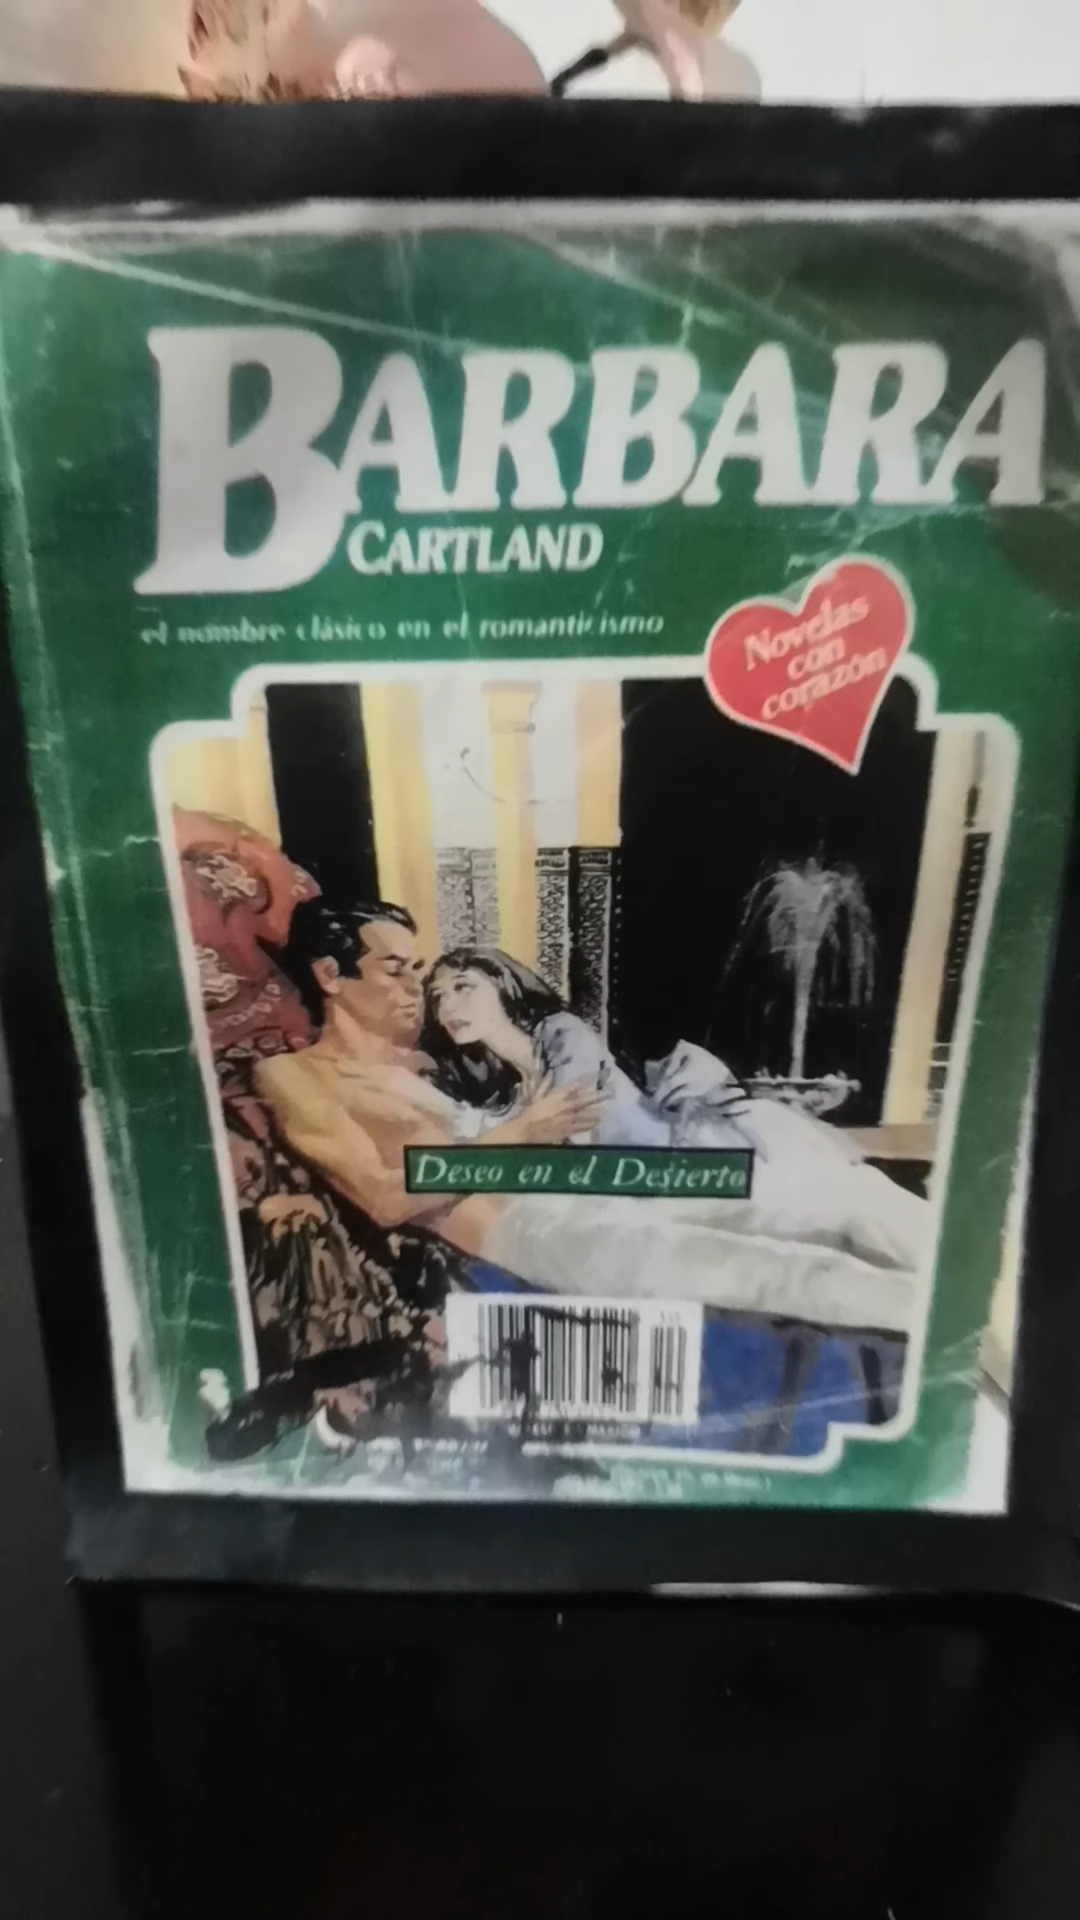 BARBARA
CARTLAND
el nombre clásico en el romanticismo
Novelas
con
corazón
Deseo en el Desierto